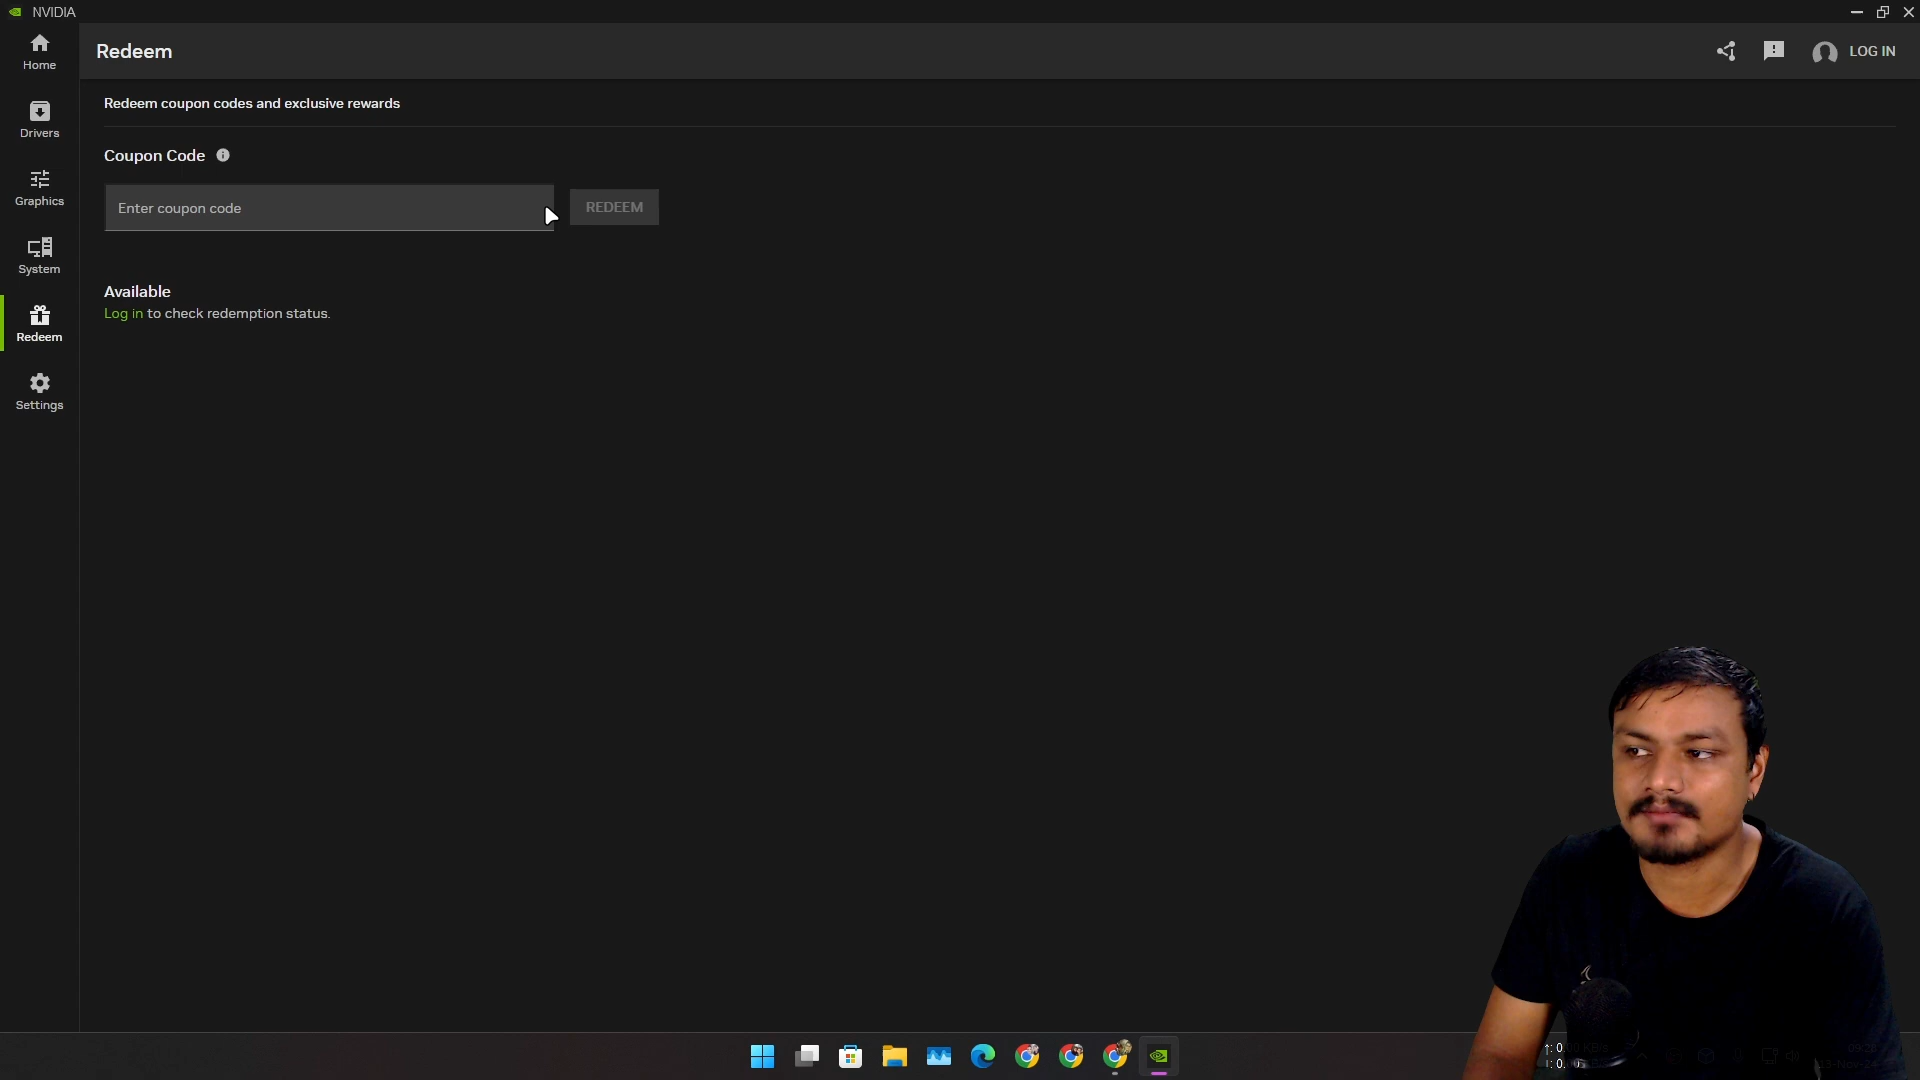 NVIDIA
Home
Redeem
LOG IN
Redeem coupon codes and exclusive rewards
Drivers
Coupon Code
Graphics
Enter coupon code
REDEEM
System
Available
Log in to check redemption status.
Redeem
Settings